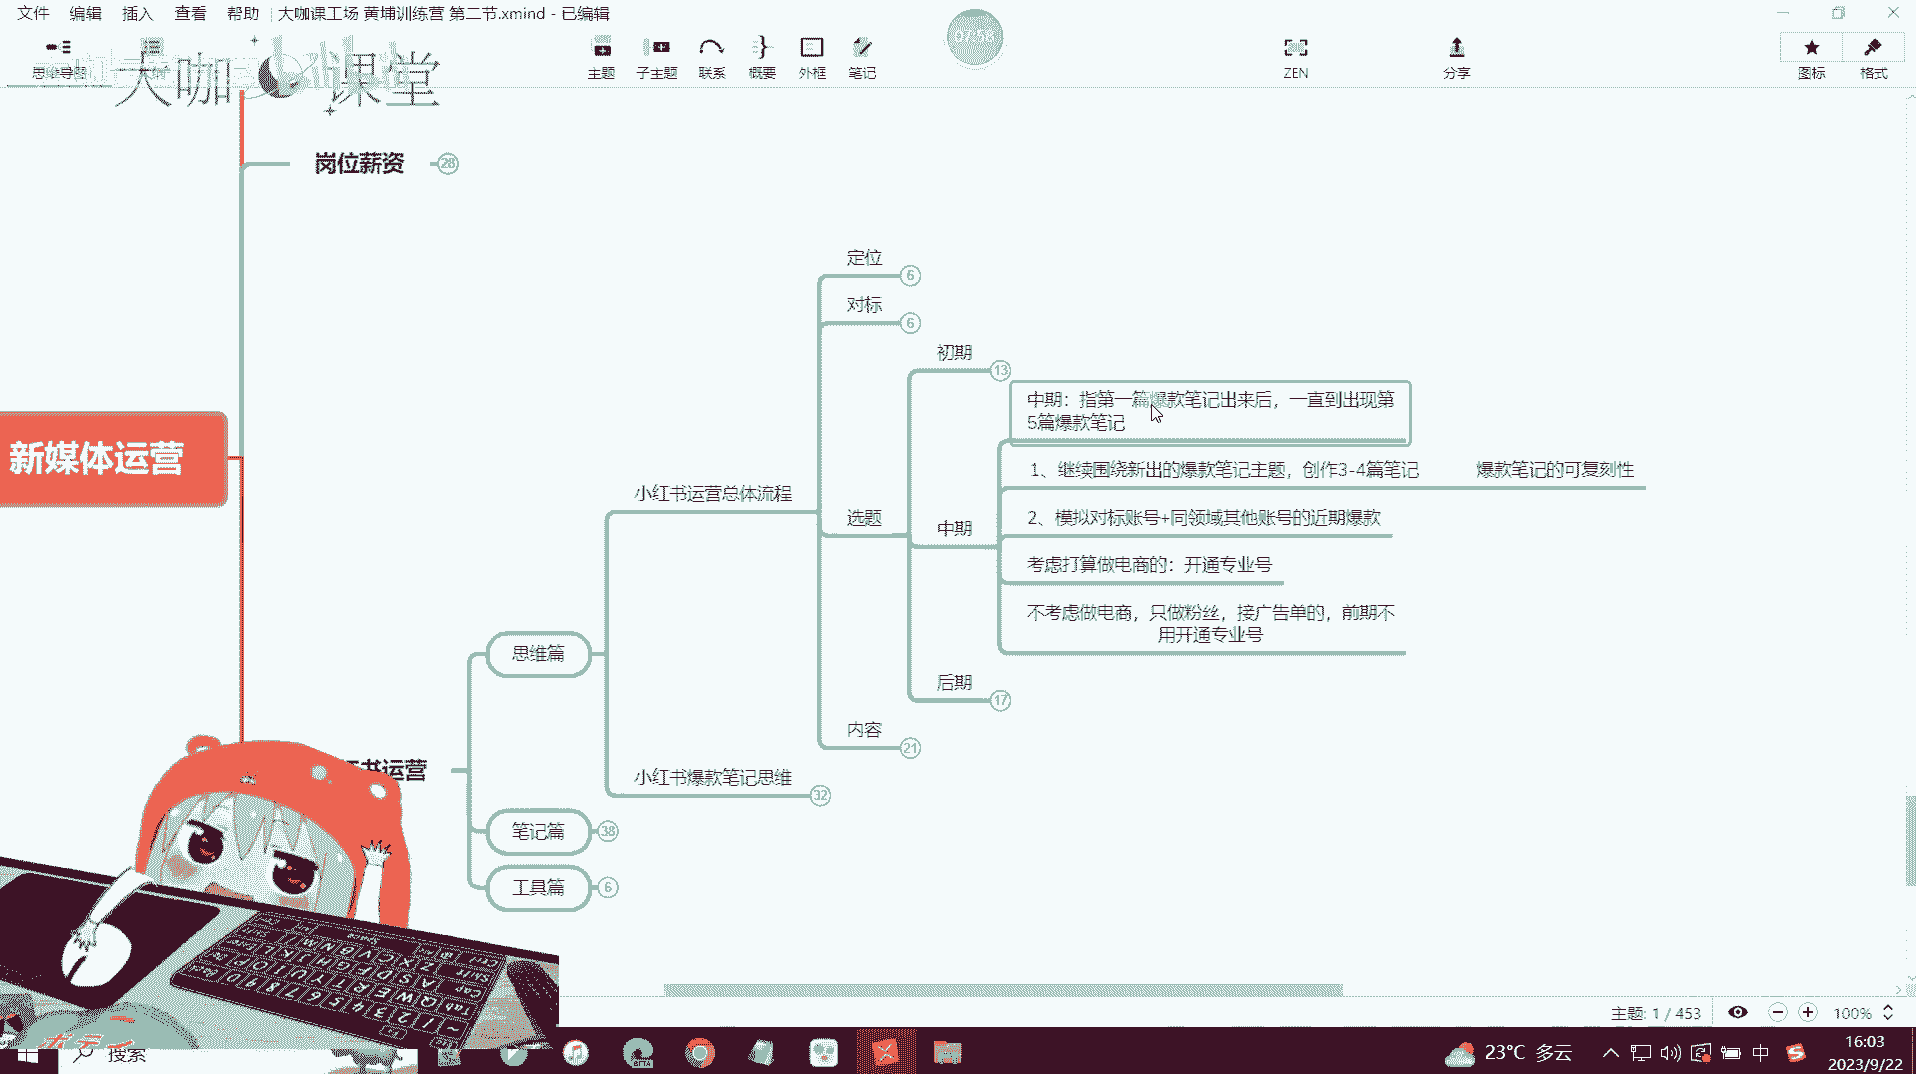 文件 编辑 插入 查看 帮助 大咖课工场 黄埔训练营 第二节.xmind - 已编辑
07:58
思维导图
主题 子主题 联系 概要 外框 笔记 ZEN 分享 图标 格式
大咖课堂
岗位薪资 28
定位 6
对标 6
初期 13
中期：指第一篇爆款笔记出来后，一直到出现第
5篇爆款笔记
1、继续围绕新出的爆款笔记主题，创作3-4篇笔记 爆款笔记的可复刻性
新媒体运营
小红书运营总体流程
选题
2、模拟对标账号+同领域其他账号的近期爆款
中期
考虑打算做电商的：开通专业号
不考虑做电商，只做粉丝，接广告单的，前期不
用开通专业号
思维篇
后期 17
内容 21
书运营
小红书爆款笔记思维 32
笔记篇 38
工具篇 6
主题: 1 / 453 100%
搜索
BETA
23°C 多云
中
16:03
2023/9/22